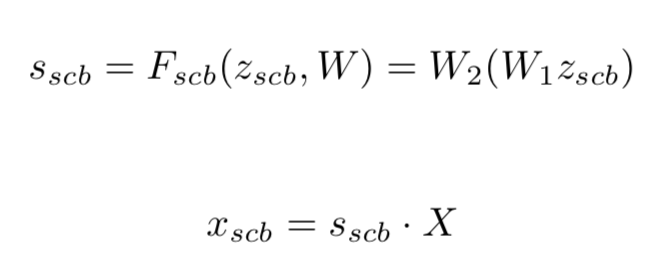 s_{scb} = F_{scb}(z_{scb}, W) = W_2(W_1 z_{scb})
x_{scb} = s_{scb} · X